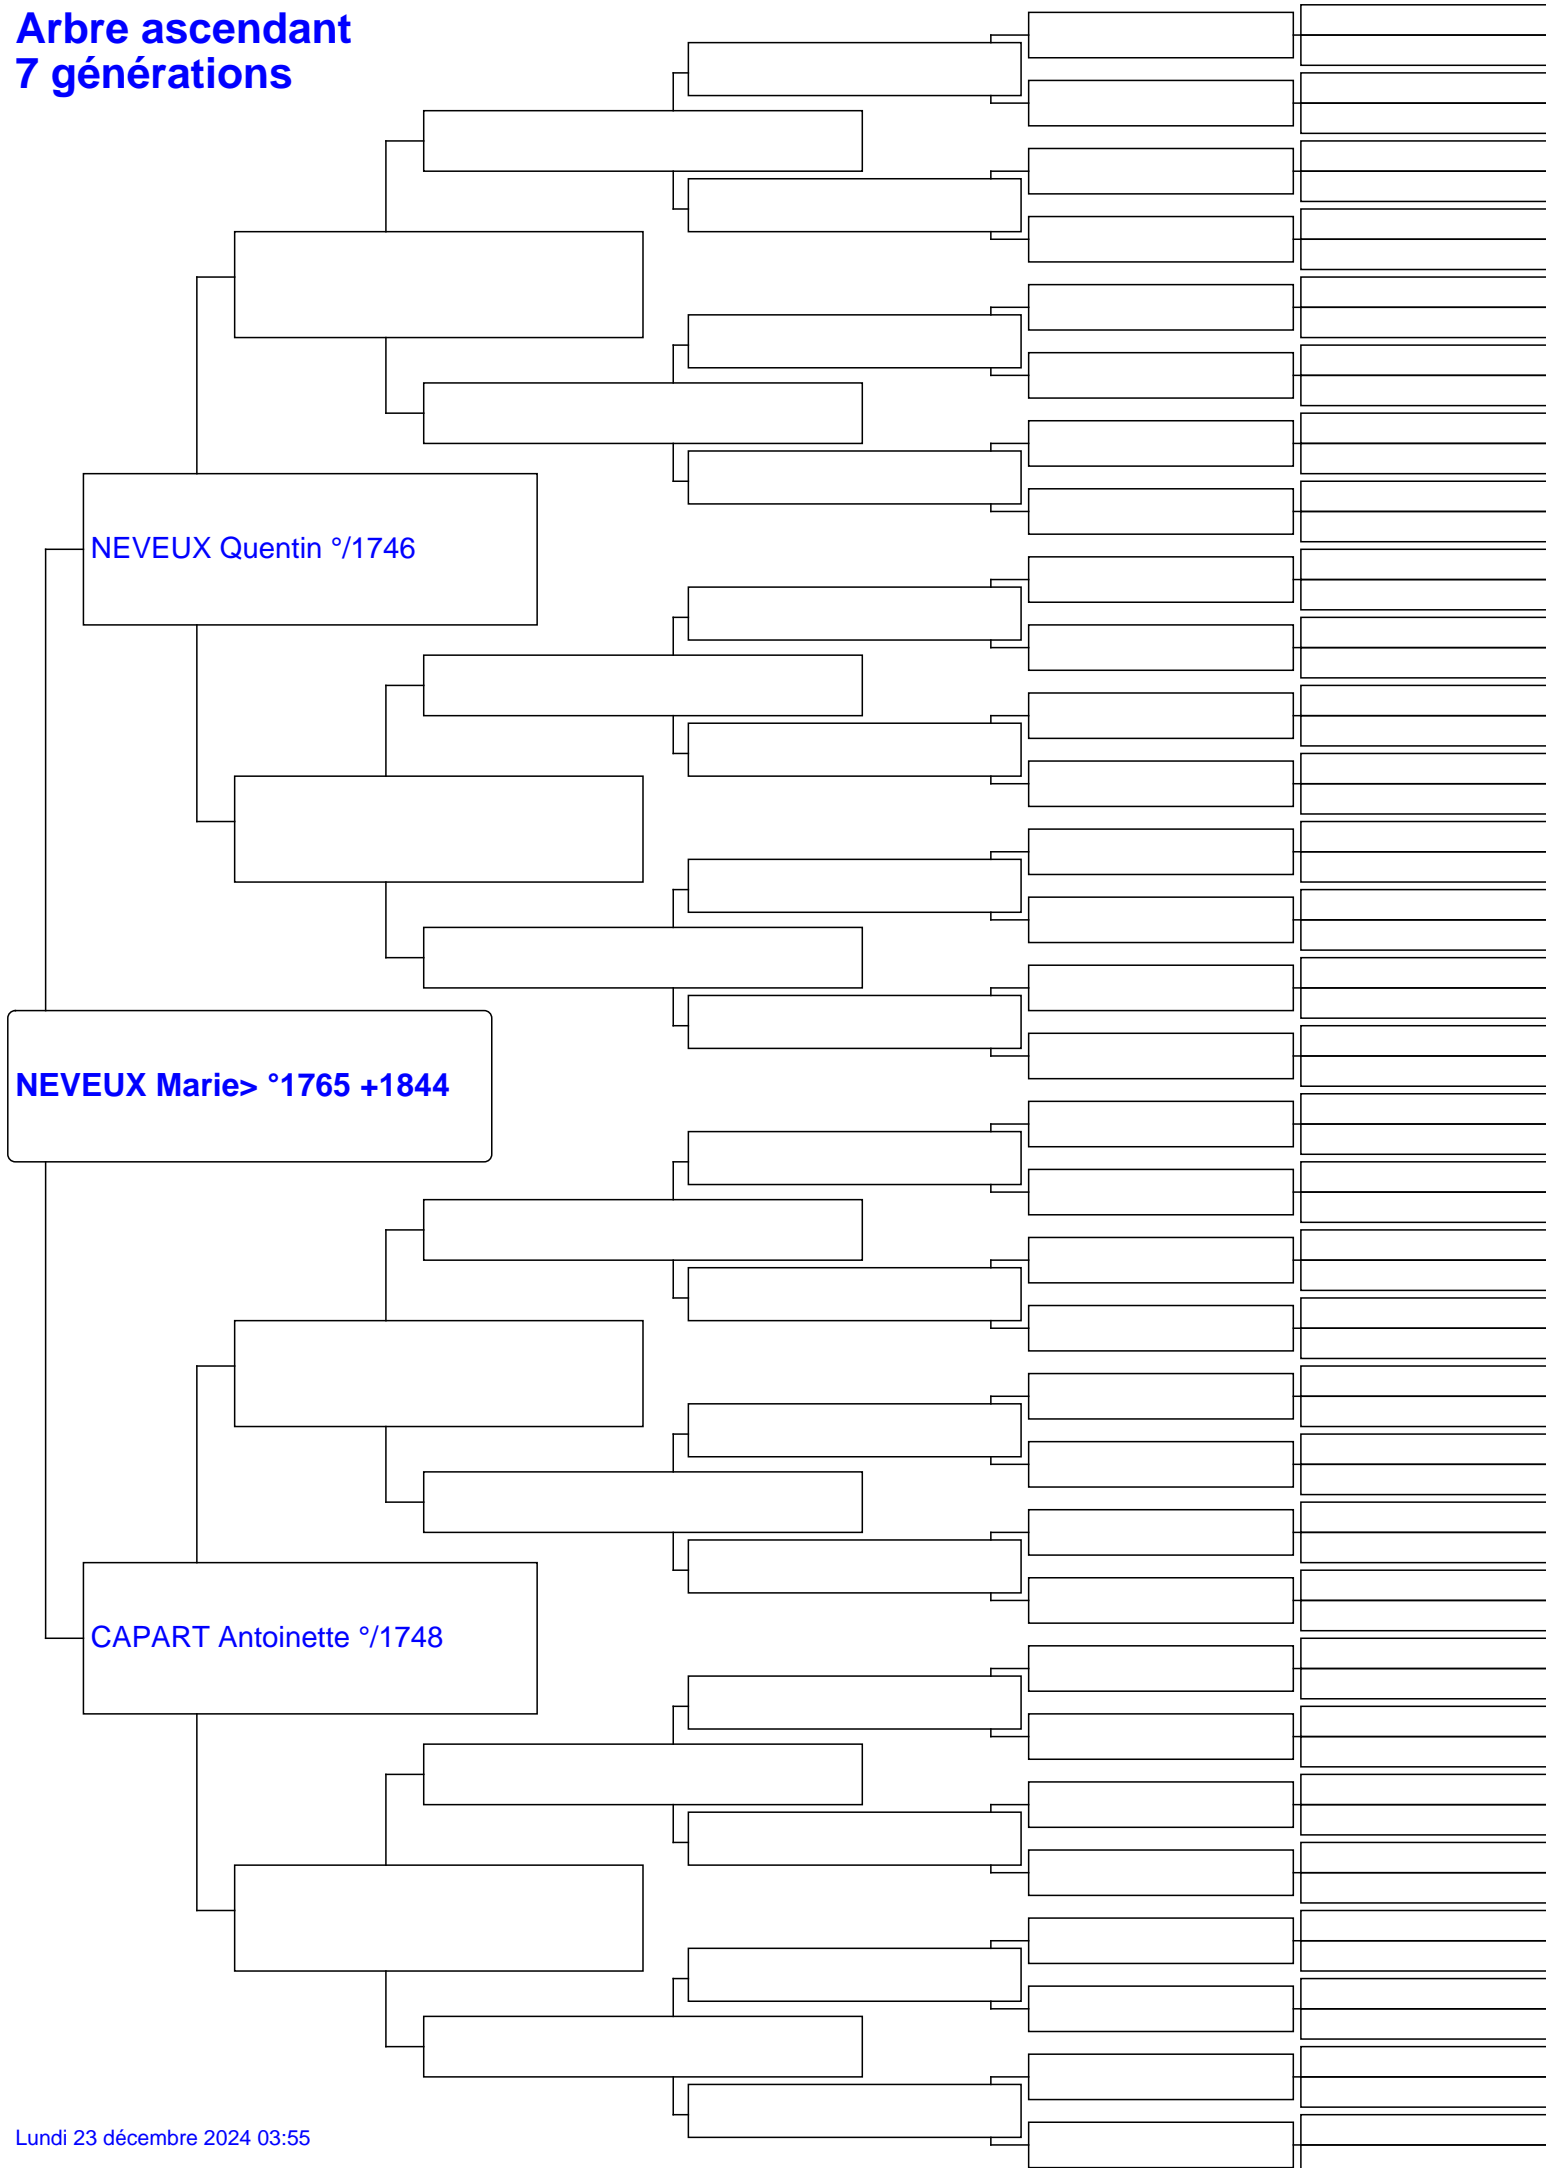 Arbre ascendant
7 générations
NEVEUX Quentin °/1746
NEVEUX Marie> °1765 +1844
CAPART Antoinette °/1748
Lundi 23 décembre 2024 03:55